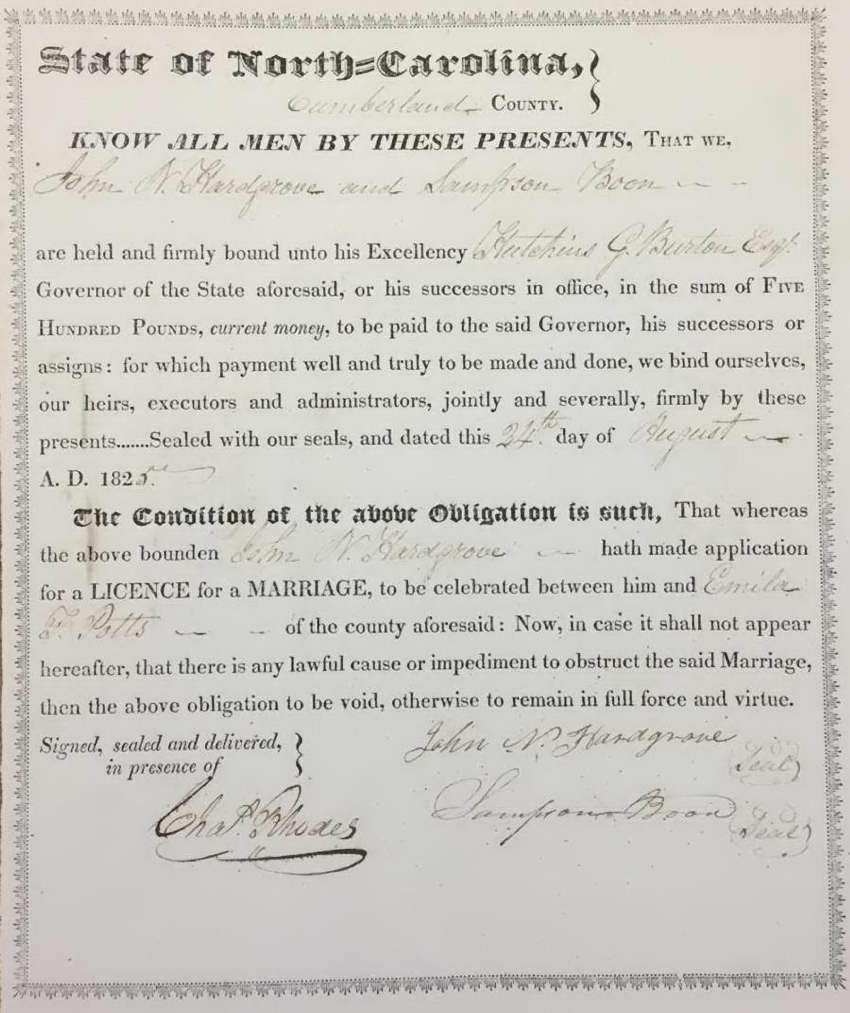 State of North-Carolina,
Cumberland COUNTY.
KNOW ALL MEN BY THESE PRESENTS, THAT WE,
John N. Hardgrove and Sampson Boon
are held and firmly bound unto his Excellency Hutchins G. Burton Esqr.
Governor of the State aforesaid, or his successors in office, in the sum of FIVE
HUNDRED POUNDS, current money, to be paid to the said Governor, his successors or
assigns: for which payment well and truly to be made and done, we bind ourselves,
our heirs, executors and administrators, jointly and severally, firmly by these
presents.......Sealed with our seals, and dated this 24th. day of August
A. D. 1825.
The Condition of the above Obligation is such, That whereas
the above bounden John N. Hardgrove hath made application
for a LICENCE for a MARRIAGE, to be celebrated between him and Emila
Potts of the county aforesaid: Now, in case it shall not appear
hereafter, that there is any lawful cause or impediment to obstruct the said Marriage,
then the above obligation to be void, otherwise to remain in full force and virtue.
Signed, sealed and delivered,
in presence of
John N. Hardgrove Seal
Chas. Rhodes
Sampson Boon Seal